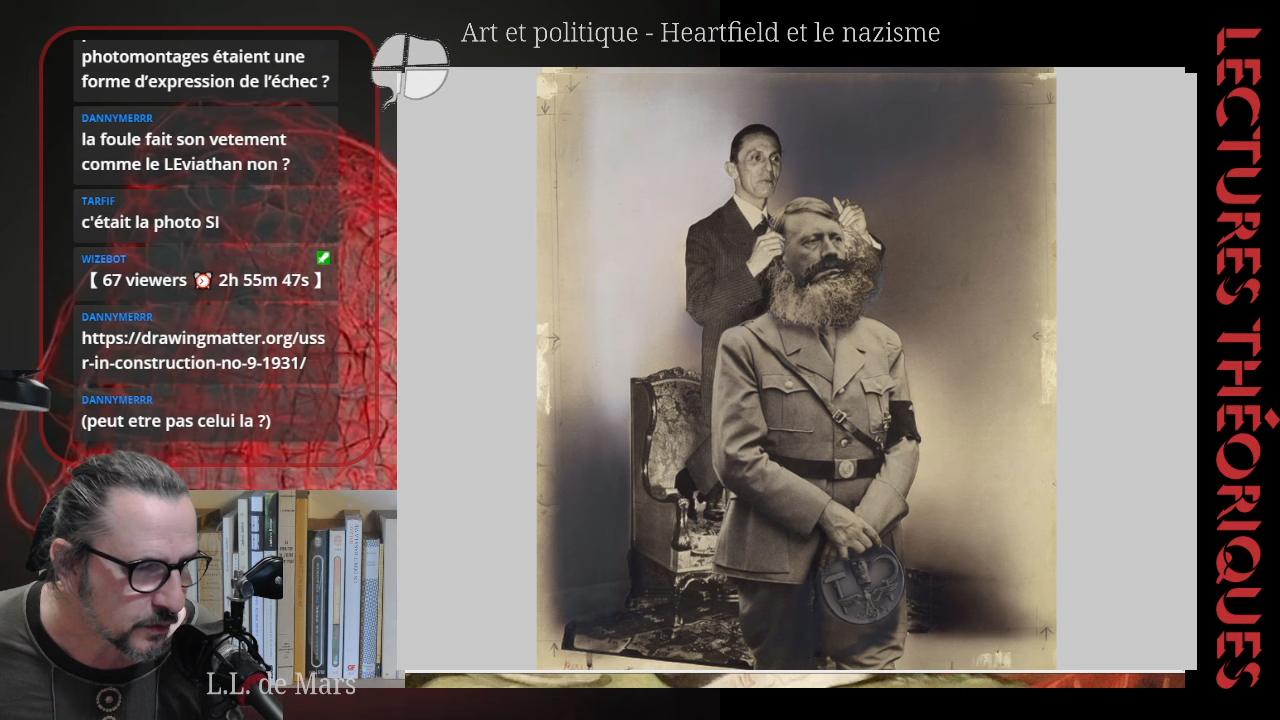 Art et politique - Heartfield et le nazisme
photomontages étaient une
forme d’expression de l’échec ?
DANNYMERRR
la foule fait son vetement
comme le LEviathan non ?
TARFIF
c'était la photo SI
WIZEBOT
【 67 viewers ⏰ 2h 55m 47s 】
DANNYMERRR
https://drawingmatter.org/uss
r-in-construction-no-9-1931/
DANNYMERRR
(peut etre pas celui la ?)
L.L. de Mars
LECTURES THÉORIQUES